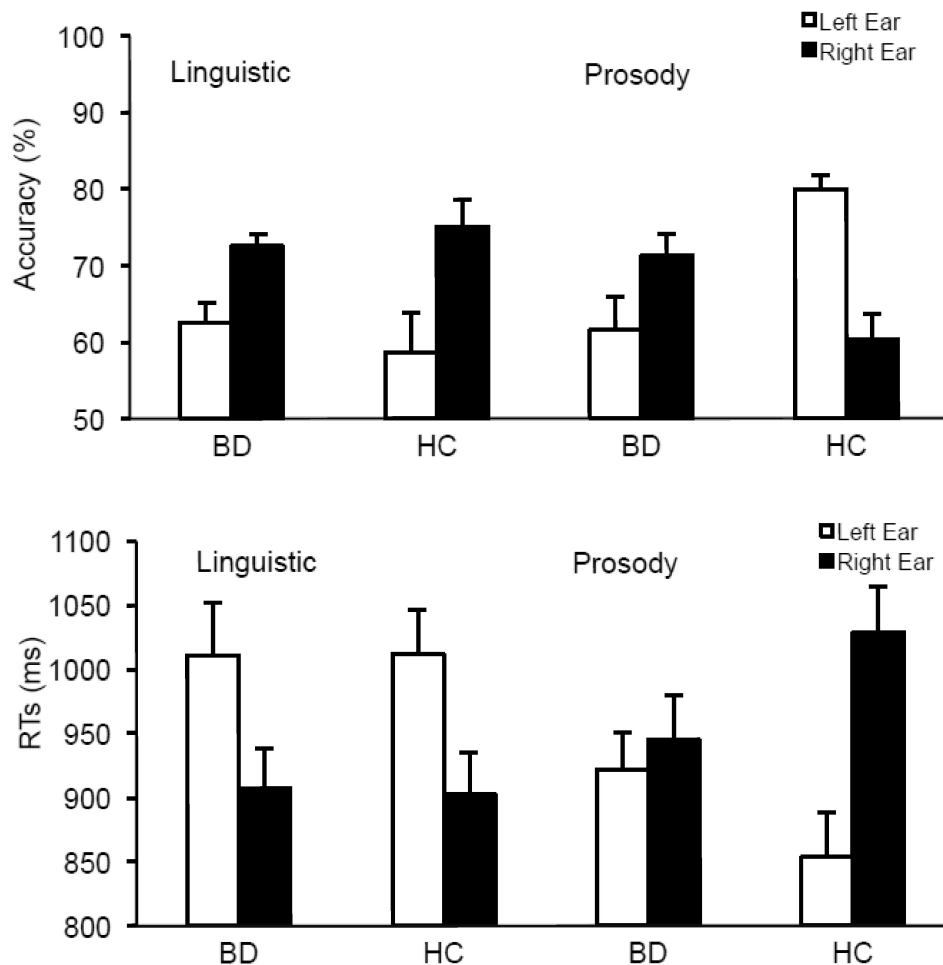 Left Ear
Right Ear
Linguistic
Prosody
Accuracy (%)
100
90
80
70
60
50
BD
HC
BD
HC
Left Ear
Right Ear
Linguistic
Prosody
RTs (ms)
1100
1050
1000
950
900
850
800
BD
HC
BD
HC